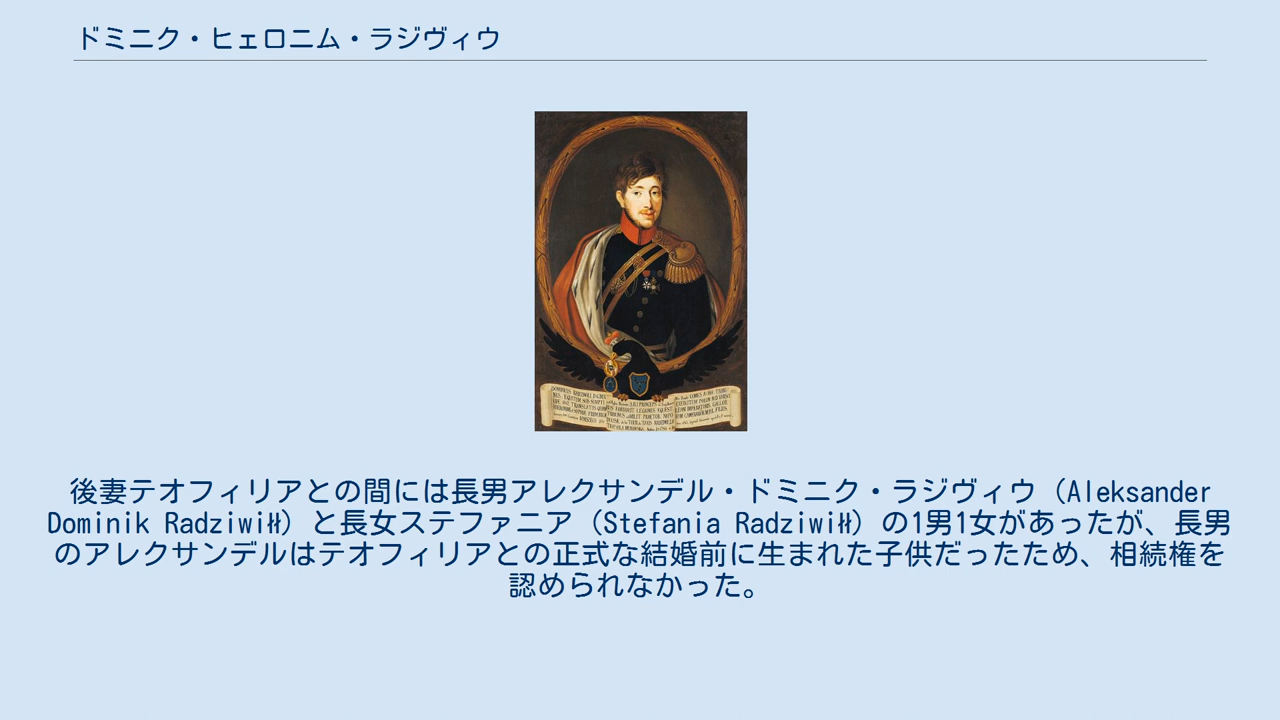 ドミニク・ヒェロニム・ラジヴィウ
後妻テオフィリアとの間には長男アレクサンデル・ドミニク・ラジヴィウ（Aleksander
Dominik Radziwiłł）と長女ステファニア（Stefania Radziwiłł）の1男1女があったが、長男
のアレクサンデルはテオフィリアとの正式な結婚前に生まれた子供だったため、相続権を
認められなかった。